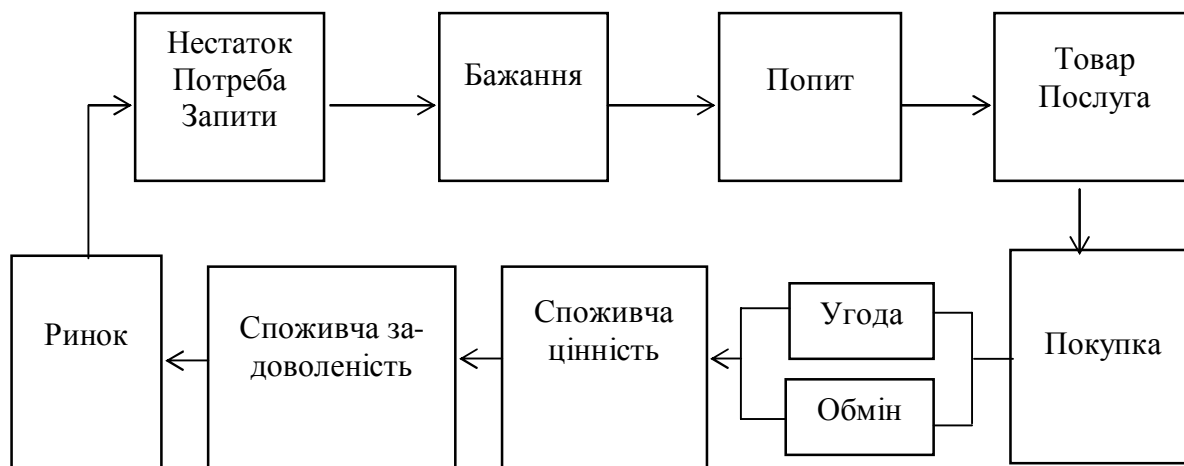 Нестаток
Потреба
Запити
Бажання
Попит
Товар
Послуга
Ринок
Споживча за-
доволеність
Споживча
цінність
Угода
Обмін
Покупка